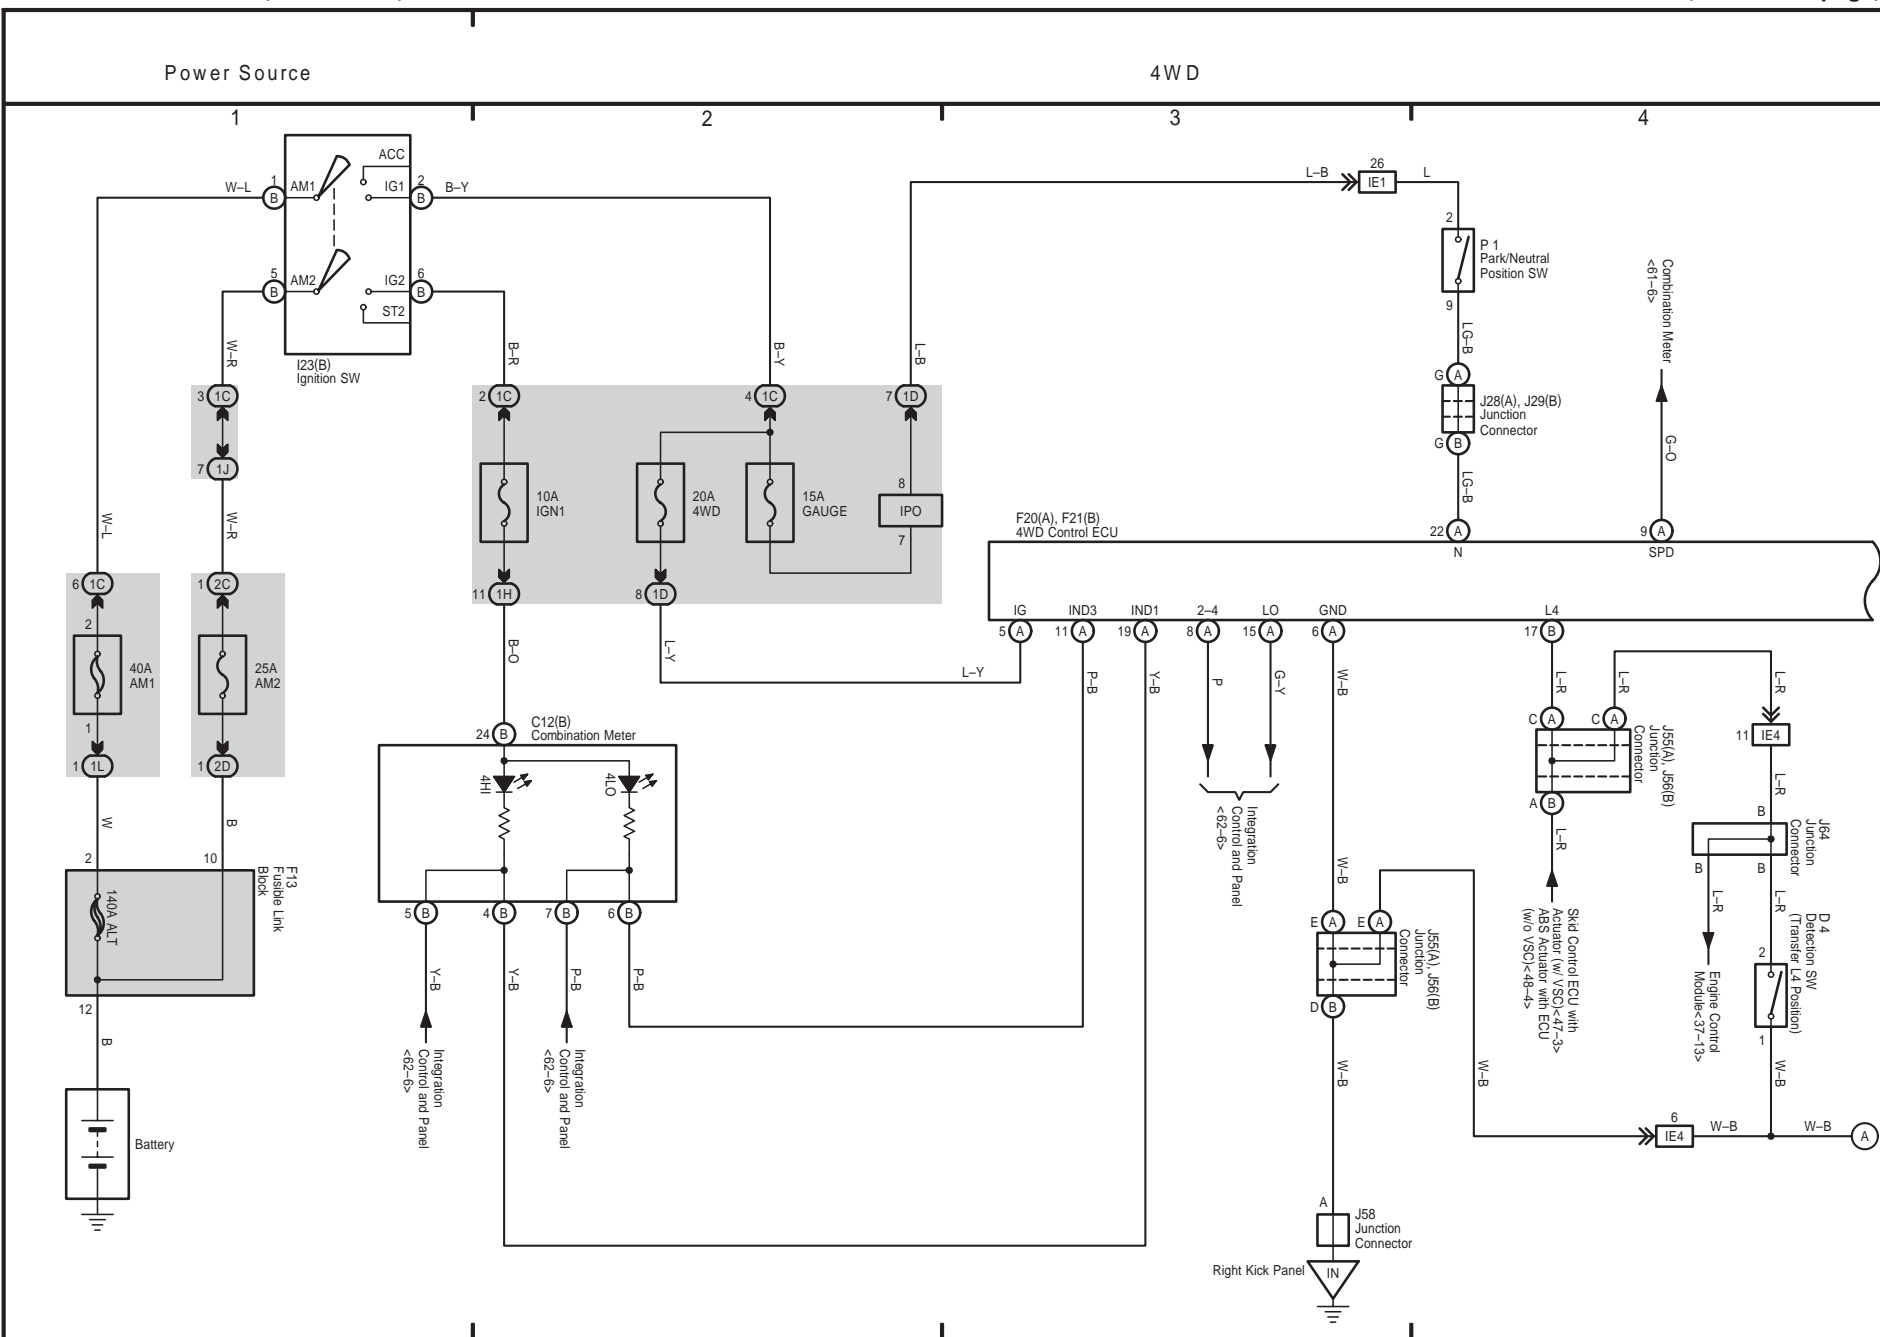 Power Source
4WD
1
2
3
4
ACC
AM1
IG1
AM2
IG2
ST2
1
B
2
B
5
B
6
B
W–L
B–Y
I23(B)
Ignition SW
W–R
B–R
B–Y
L–B
L–B
26
IE1
L
2
P 1
Park/Neutral
Position SW
9
LG–B
G A
J28(A), J29(B)
Junction
Connector
G B
LG–B
Combination Meter
<61–6>
G–O
3 1C
7 1J
W–L
W–R
2 1C
4 1C
7 1D
10A
IGN1
20A
4WD
15A
GAUGE
8
IPO
7
11 1H
8 1D
F20(A), F21(B)
4WD Control ECU
22 A
N
9 A
SPD
IG
IND3
IND1
2–4
LO
GND
L4
5 A
11 A
19 A
8 A
15 A
6 A
17 B
6 1C
1 2C
2
40A
AM1
25A
AM2
1
1 1L
1 2D
B–O
L–Y
L–Y
P–B
Y–B
P
G–Y
W–B
L–R
L–R
L–R
C12(B)
Combination Meter
24 B
4HI
4LO
C A
C A
J55(A), J56(B)
Junction
Connector
A B
11 IE4
L–R
L–R
B
J64
Junction
Connector
B
B
L–R
L–R
Integration
Control and Panel
<62–6>
W–B
W
B
2
10
F13
Fusible Link
Block
140A ALT
12
B
Battery
5 B
4 B
7 B
6 B
Y–B
Y–B
P–B
P–B
Integration
Control and Panel
<62–6>
Integration
Control and Panel
<62–6>
E A
E A
J55(A), J56(B)
Junction
Connector
D B
W–B
W–B
Skid Control ECU with
Actuator (w/ VSC)<47–3>
ABS Actuator with ECU
(w/o VSC)<48–4>
Engine Control
Module<37–13>
D 4
Detection SW
(Transfer L4 Position)
2
1
W–B
6
IE4
W–B
W–B
A
A
J58
Junction
Connector
Right Kick Panel
IN